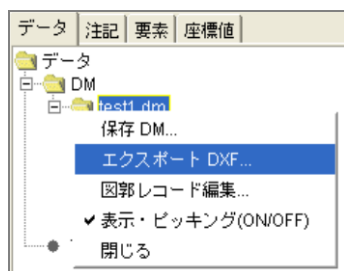 データ 注記 要素 座標値
データ
DM
test1.dm
保存 DM...
エクスポート DXF...
図郭レコード編集...
✔表示・ピッキング(ON/OFF)
閉じる